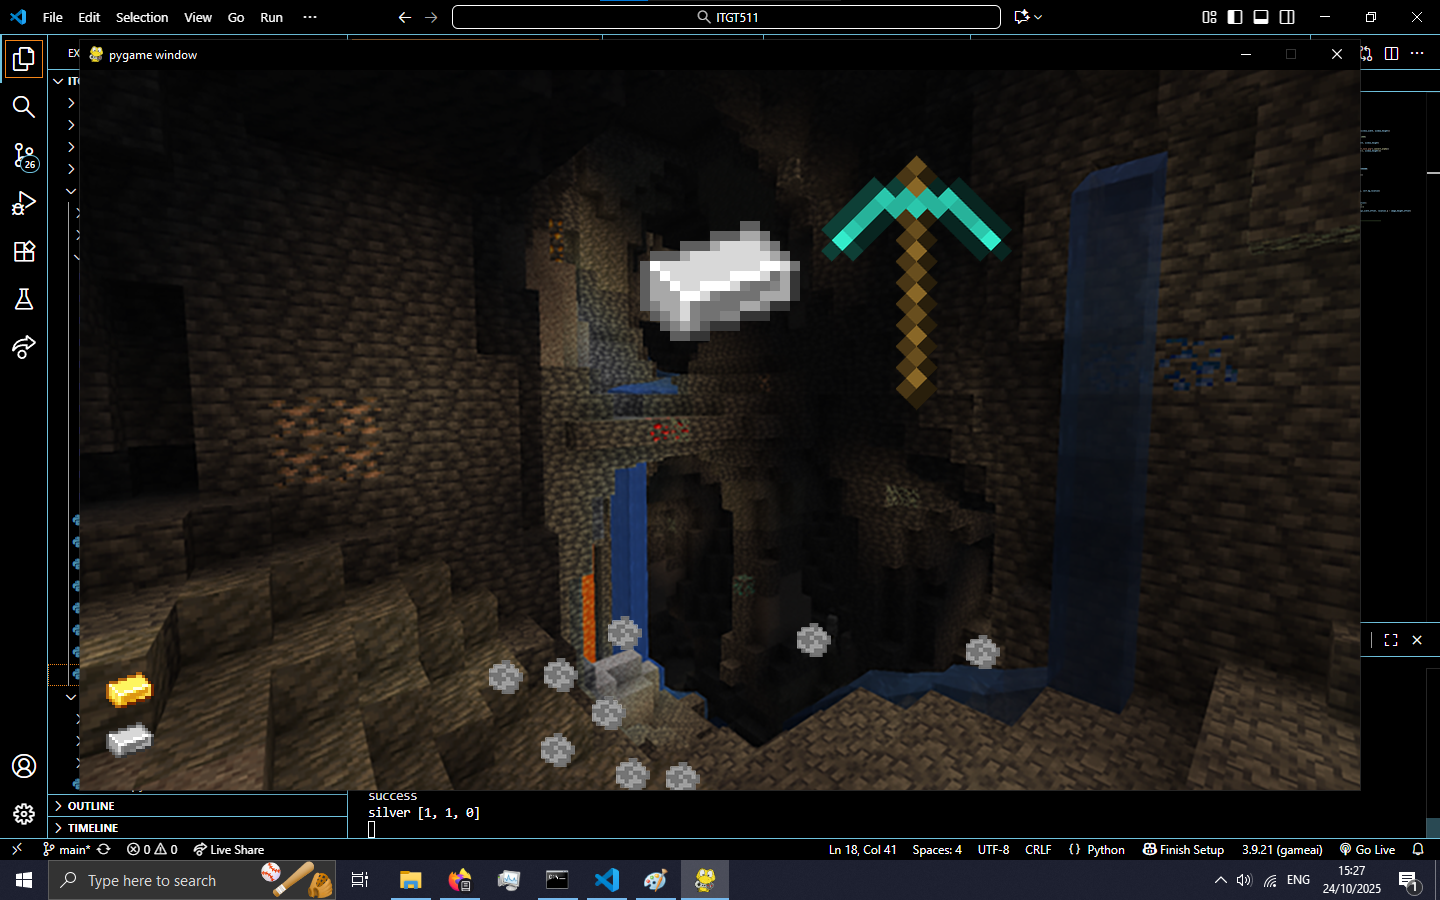 File Edit Selection View Go Run ···
ITGT511
pygame window
26
success
silver [1, 1, 0]
OUTLINE
TIMELINE
main* 0 0 Live Share
Ln 18, Col 41 Spaces: 4 UTF-8 CRLF {} Python Finish Setup 3.9.21 (gameai) Go Live
Type here to search
ENG
15:27
24/10/2025
1